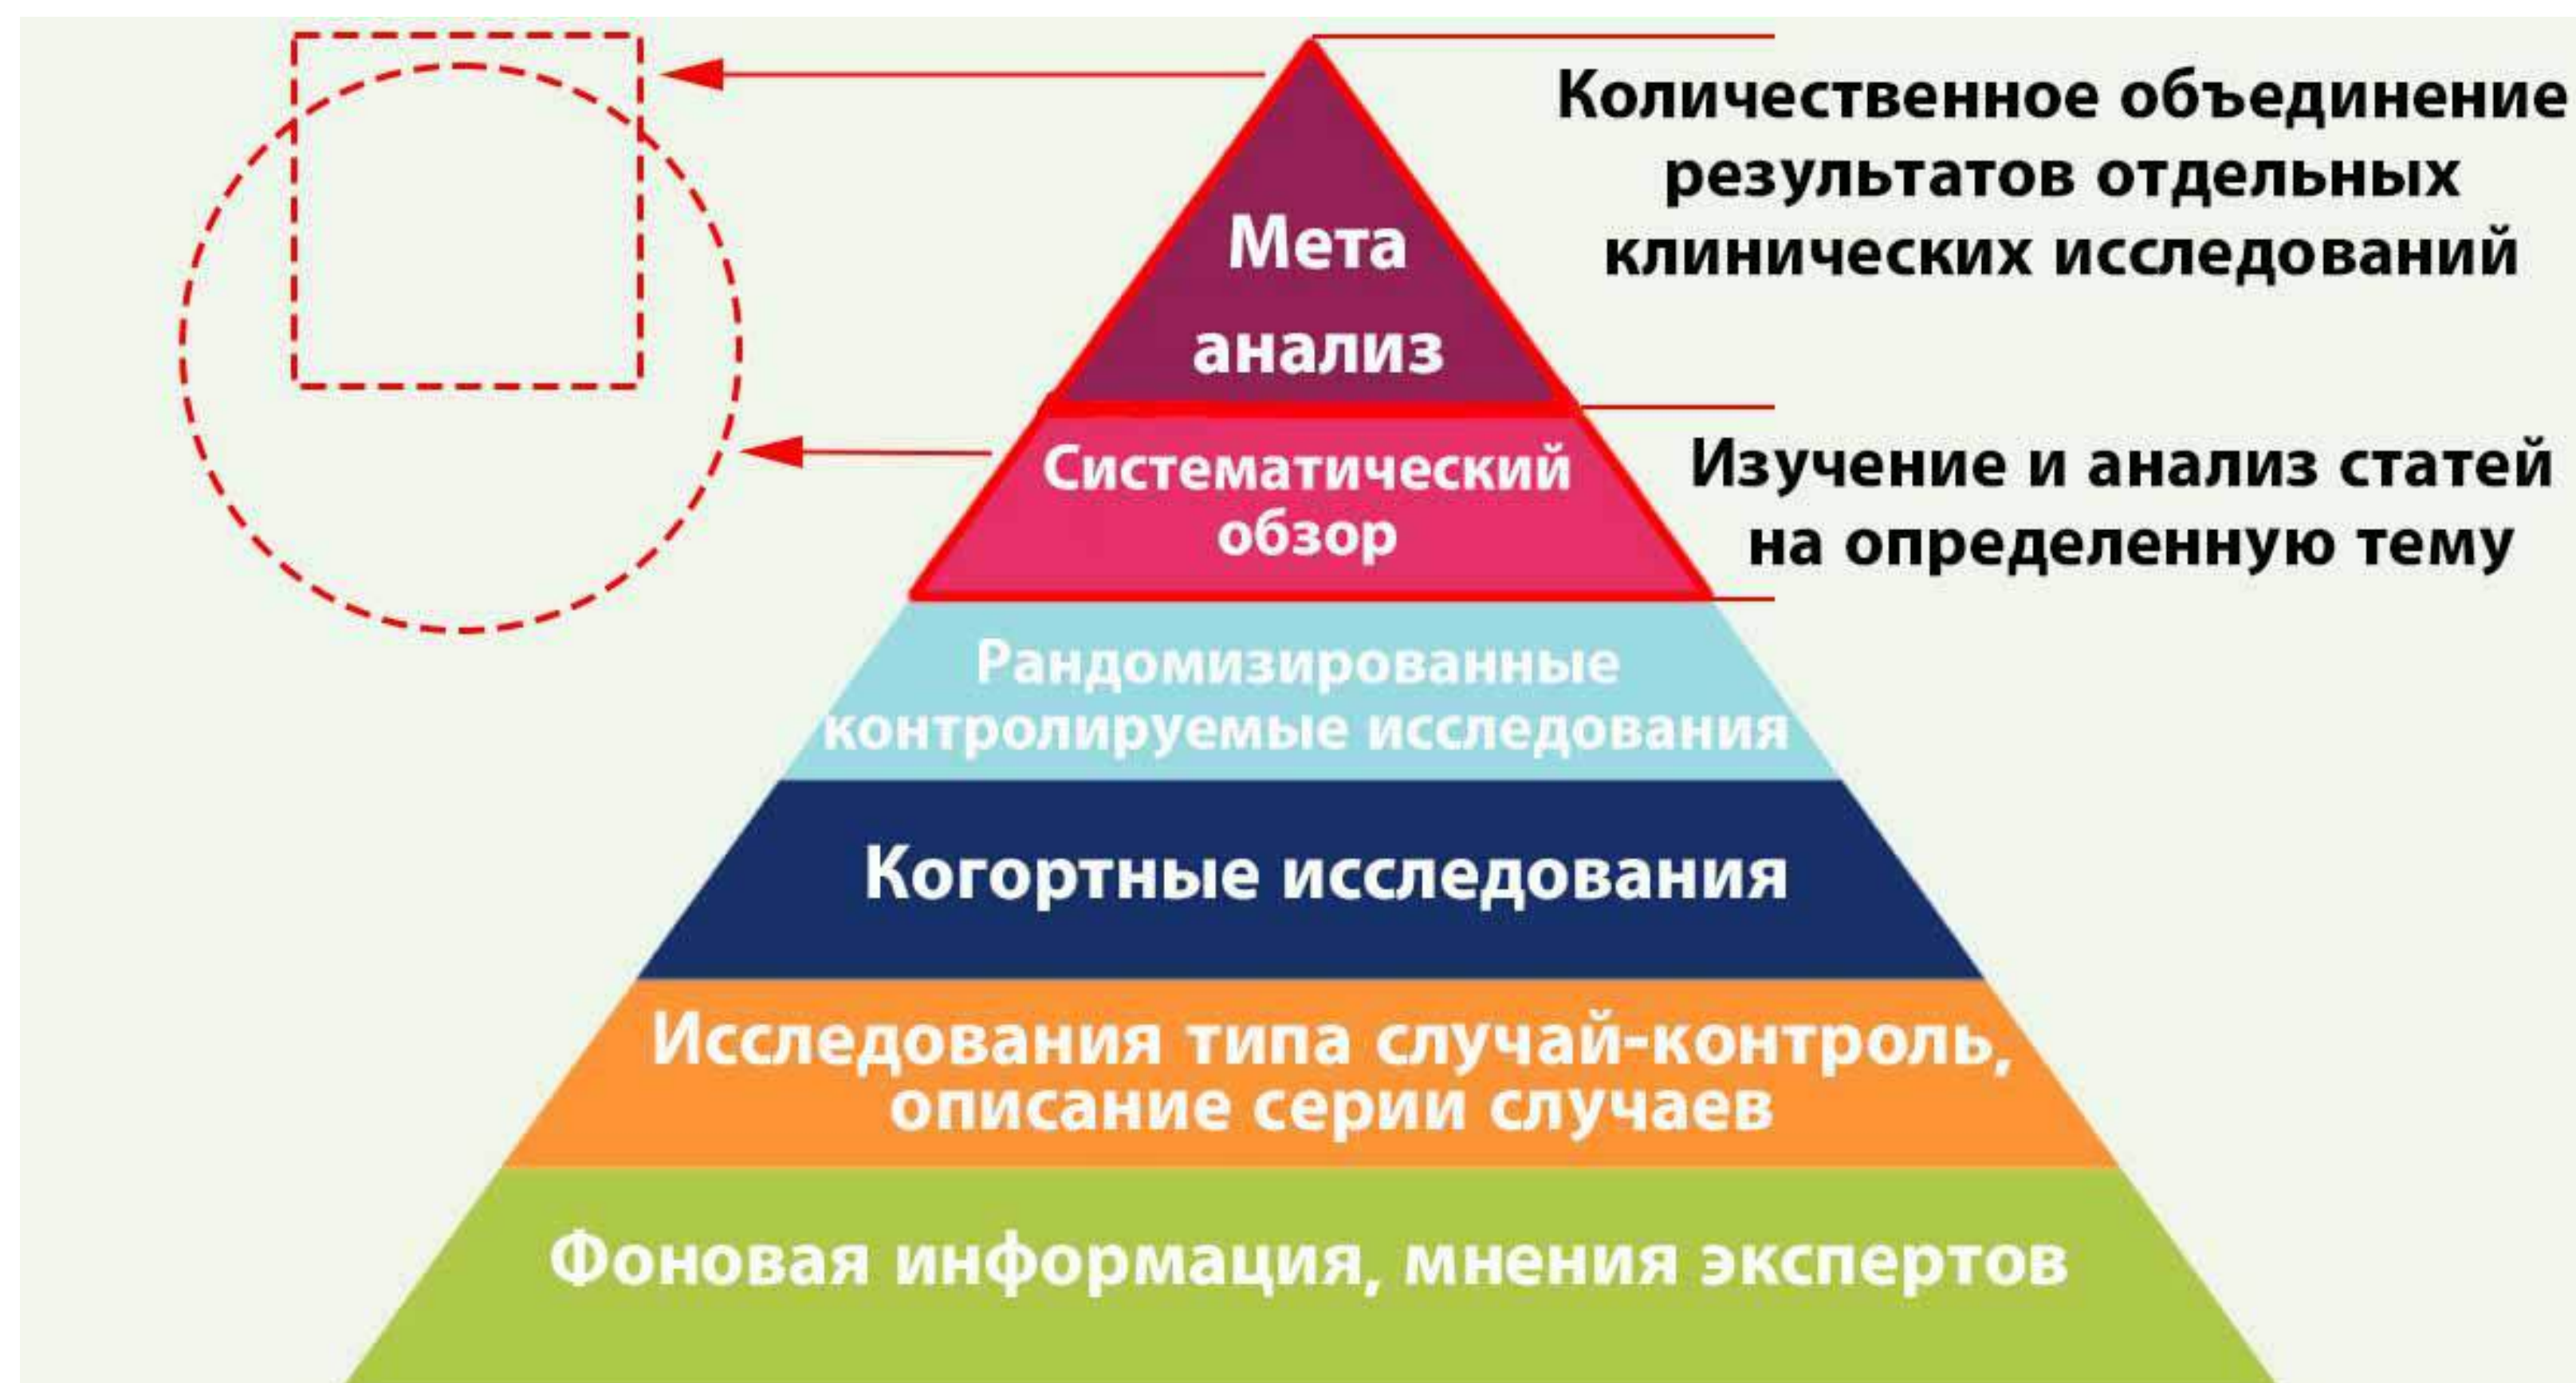 Количественное объединение
результатов отдельных
клинических исследований
Мета
анализ
Систематический
обзор
Изучение и анализ статей
на определенную тему
Рандомизированные
контролируемые исследования
Когортные исследования
Исследования типа случай-контроль,
описание серии случаев
Фоновая информация, мнения экспертов